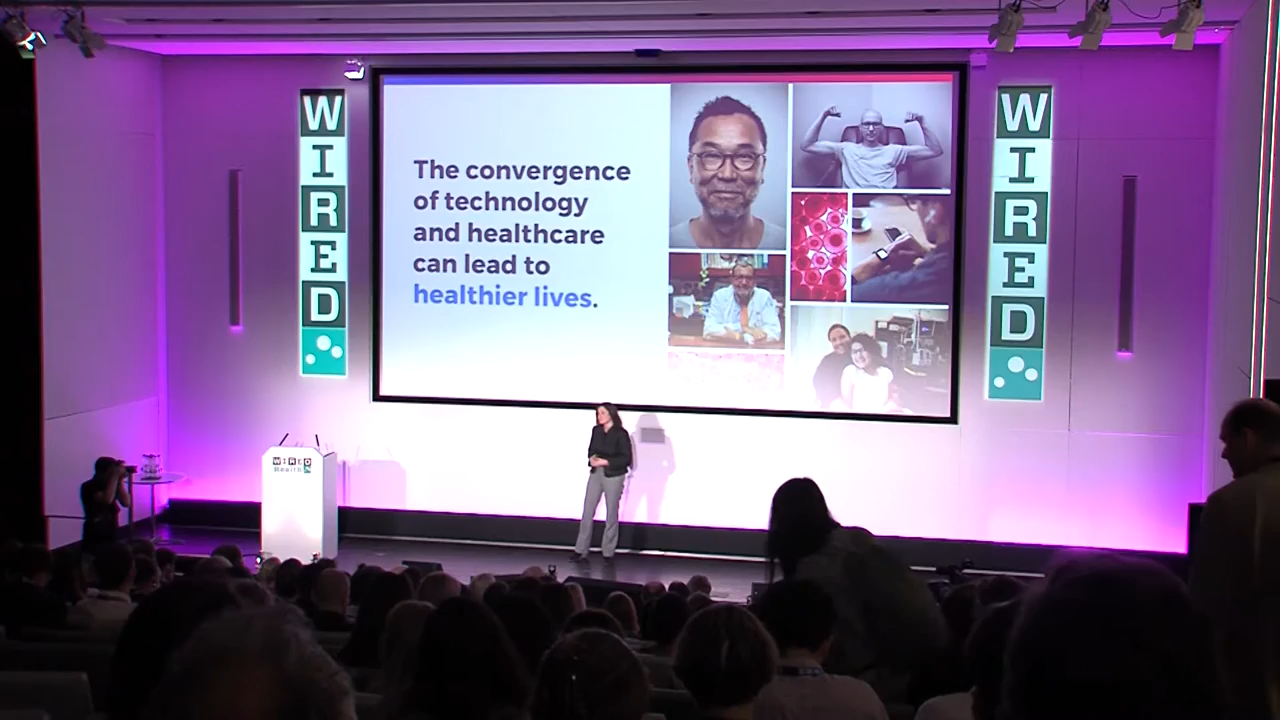 WIRED
The convergence
of technology
and healthcare
can lead to
healthier lives.
WIRED
WIRED
Health